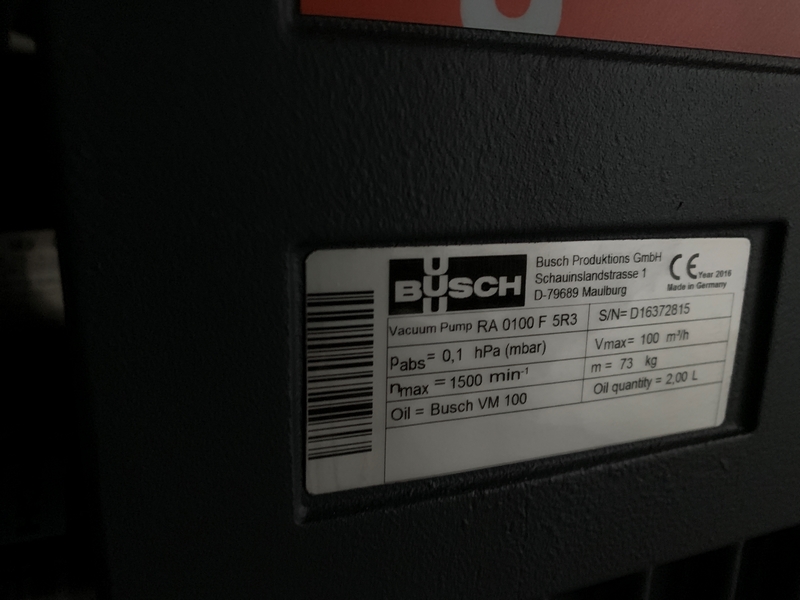 BUSCH
Busch Produktions GmbH
Schauinslandstrasse 1
D-79689 Maulburg
CE Year 2016
Made in Germany
Vacuum Pump RA 0100 F 5R3
S/N= D16372815
Pabs= 0,1 hPa (mbar)
Vmax= 100 m³/h
nmax = 1500 min-1
m = 73 kg
Oil = Busch VM 100
Oil quantity = 2,00 L